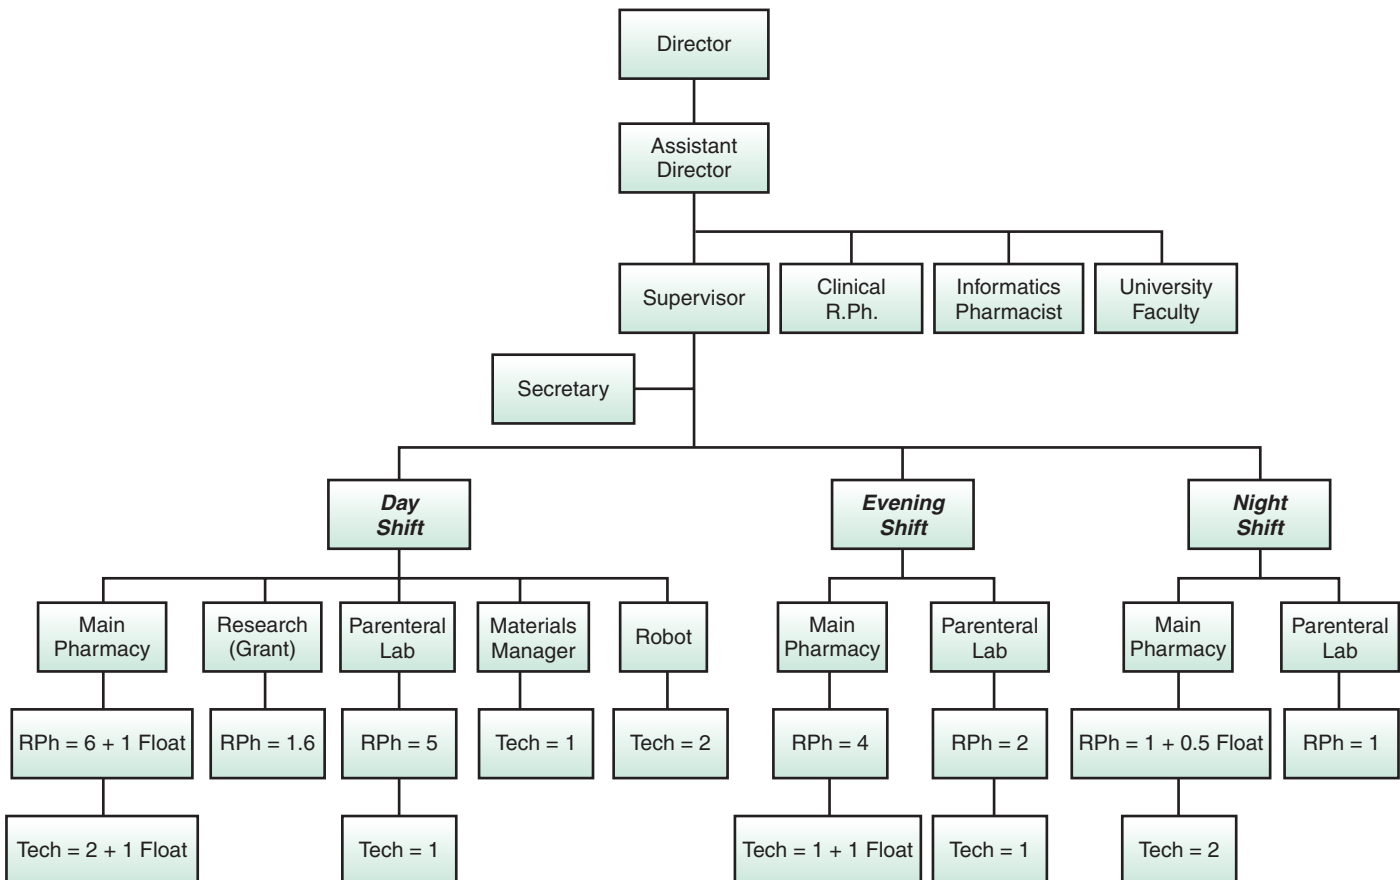 Director
Assistant
Director
Supervisor
Clinical
R.Ph.
Informatics
Pharmacist
University
Faculty
Secretary
Day
Shift
Evening
Shift
Night
Shift
Main
Pharmacy
Research
(Grant)
Parenteral
Lab
Materials
Manager
Robot
Main
Pharmacy
Parenteral
Lab
Main
Pharmacy
Parenteral
Lab
RPh = 6 + 1 Float
RPh = 1.6
RPh = 5
Tech = 1
Tech = 2
RPh = 4
RPh = 2
RPh = 1 + 0.5 Float
RPh = 1
Tech = 2 + 1 Float
Tech = 1
Tech = 1 + 1 Float
Tech = 1
Tech = 2